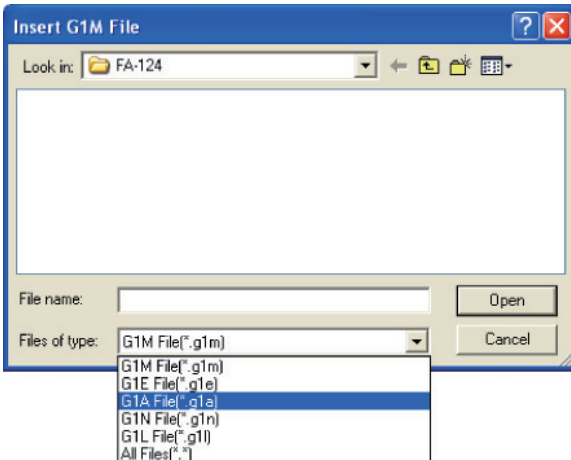 Insert G1M File
Look in: FA-124
File name: Open
Files of type: G1M File(*.g1m) Cancel
G1M File(*.g1m)
G1E File(*.g1e)
G1A File(*.g1a)
G1N File(*.g1n)
G1L File(*.g1l)
All Files(*.*)